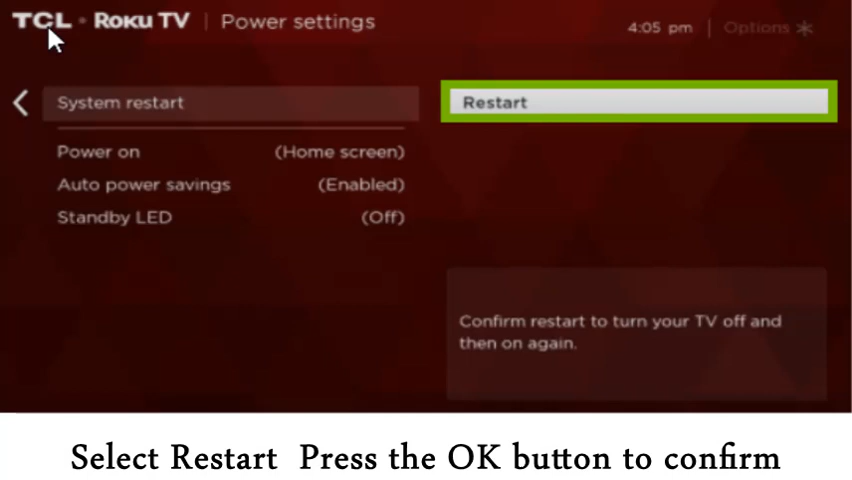 TCL • Roku TV | Power settings
4:05 pm | Options ✱
System restart
Restart
Power on (Home screen)
Auto power savings (Enabled)
Standby LED (Off)
Confirm restart to turn your TV off and
then on again.
Select Restart Press the OK button to confirm